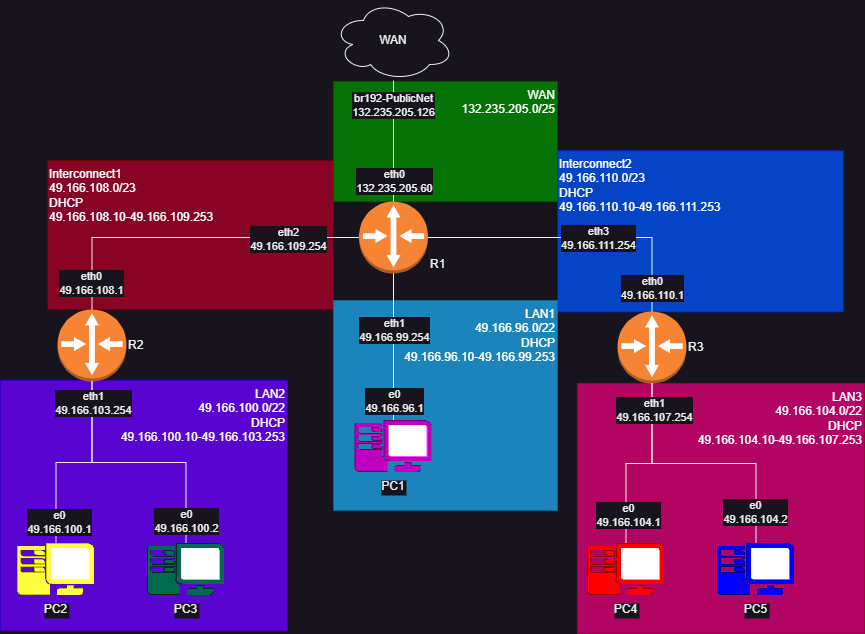 WAN
br192-PublicNet
132.235.205.126
WAN
132.235.205.0/25
eth0
132.235.205.60
Interconnect1
49.166.108.0/23
DHCP
49.166.108.10-49.166.109.253
eth2
49.166.109.254
eth0
49.166.108.1
R1
Interconnect2
49.166.110.0/23
DHCP
49.166.110.10-49.166.111.253
eth3
49.166.111.254
eth0
49.166.110.1
R2
R3
LAN1
49.166.96.0/22
DHCP
49.166.96.10-49.166.99.253
eth1
49.166.99.254
e0
49.166.96.1
PC1
LAN2
49.166.100.0/22
DHCP
49.166.100.10-49.166.103.253
eth1
49.166.103.254
e0
49.166.100.1
e0
49.166.100.2
PC2
PC3
LAN3
49.166.104.0/22
DHCP
49.166.104.10-49.166.107.253
eth1
49.166.107.254
e0
49.166.104.1
e0
49.166.104.2
PC4
PC5